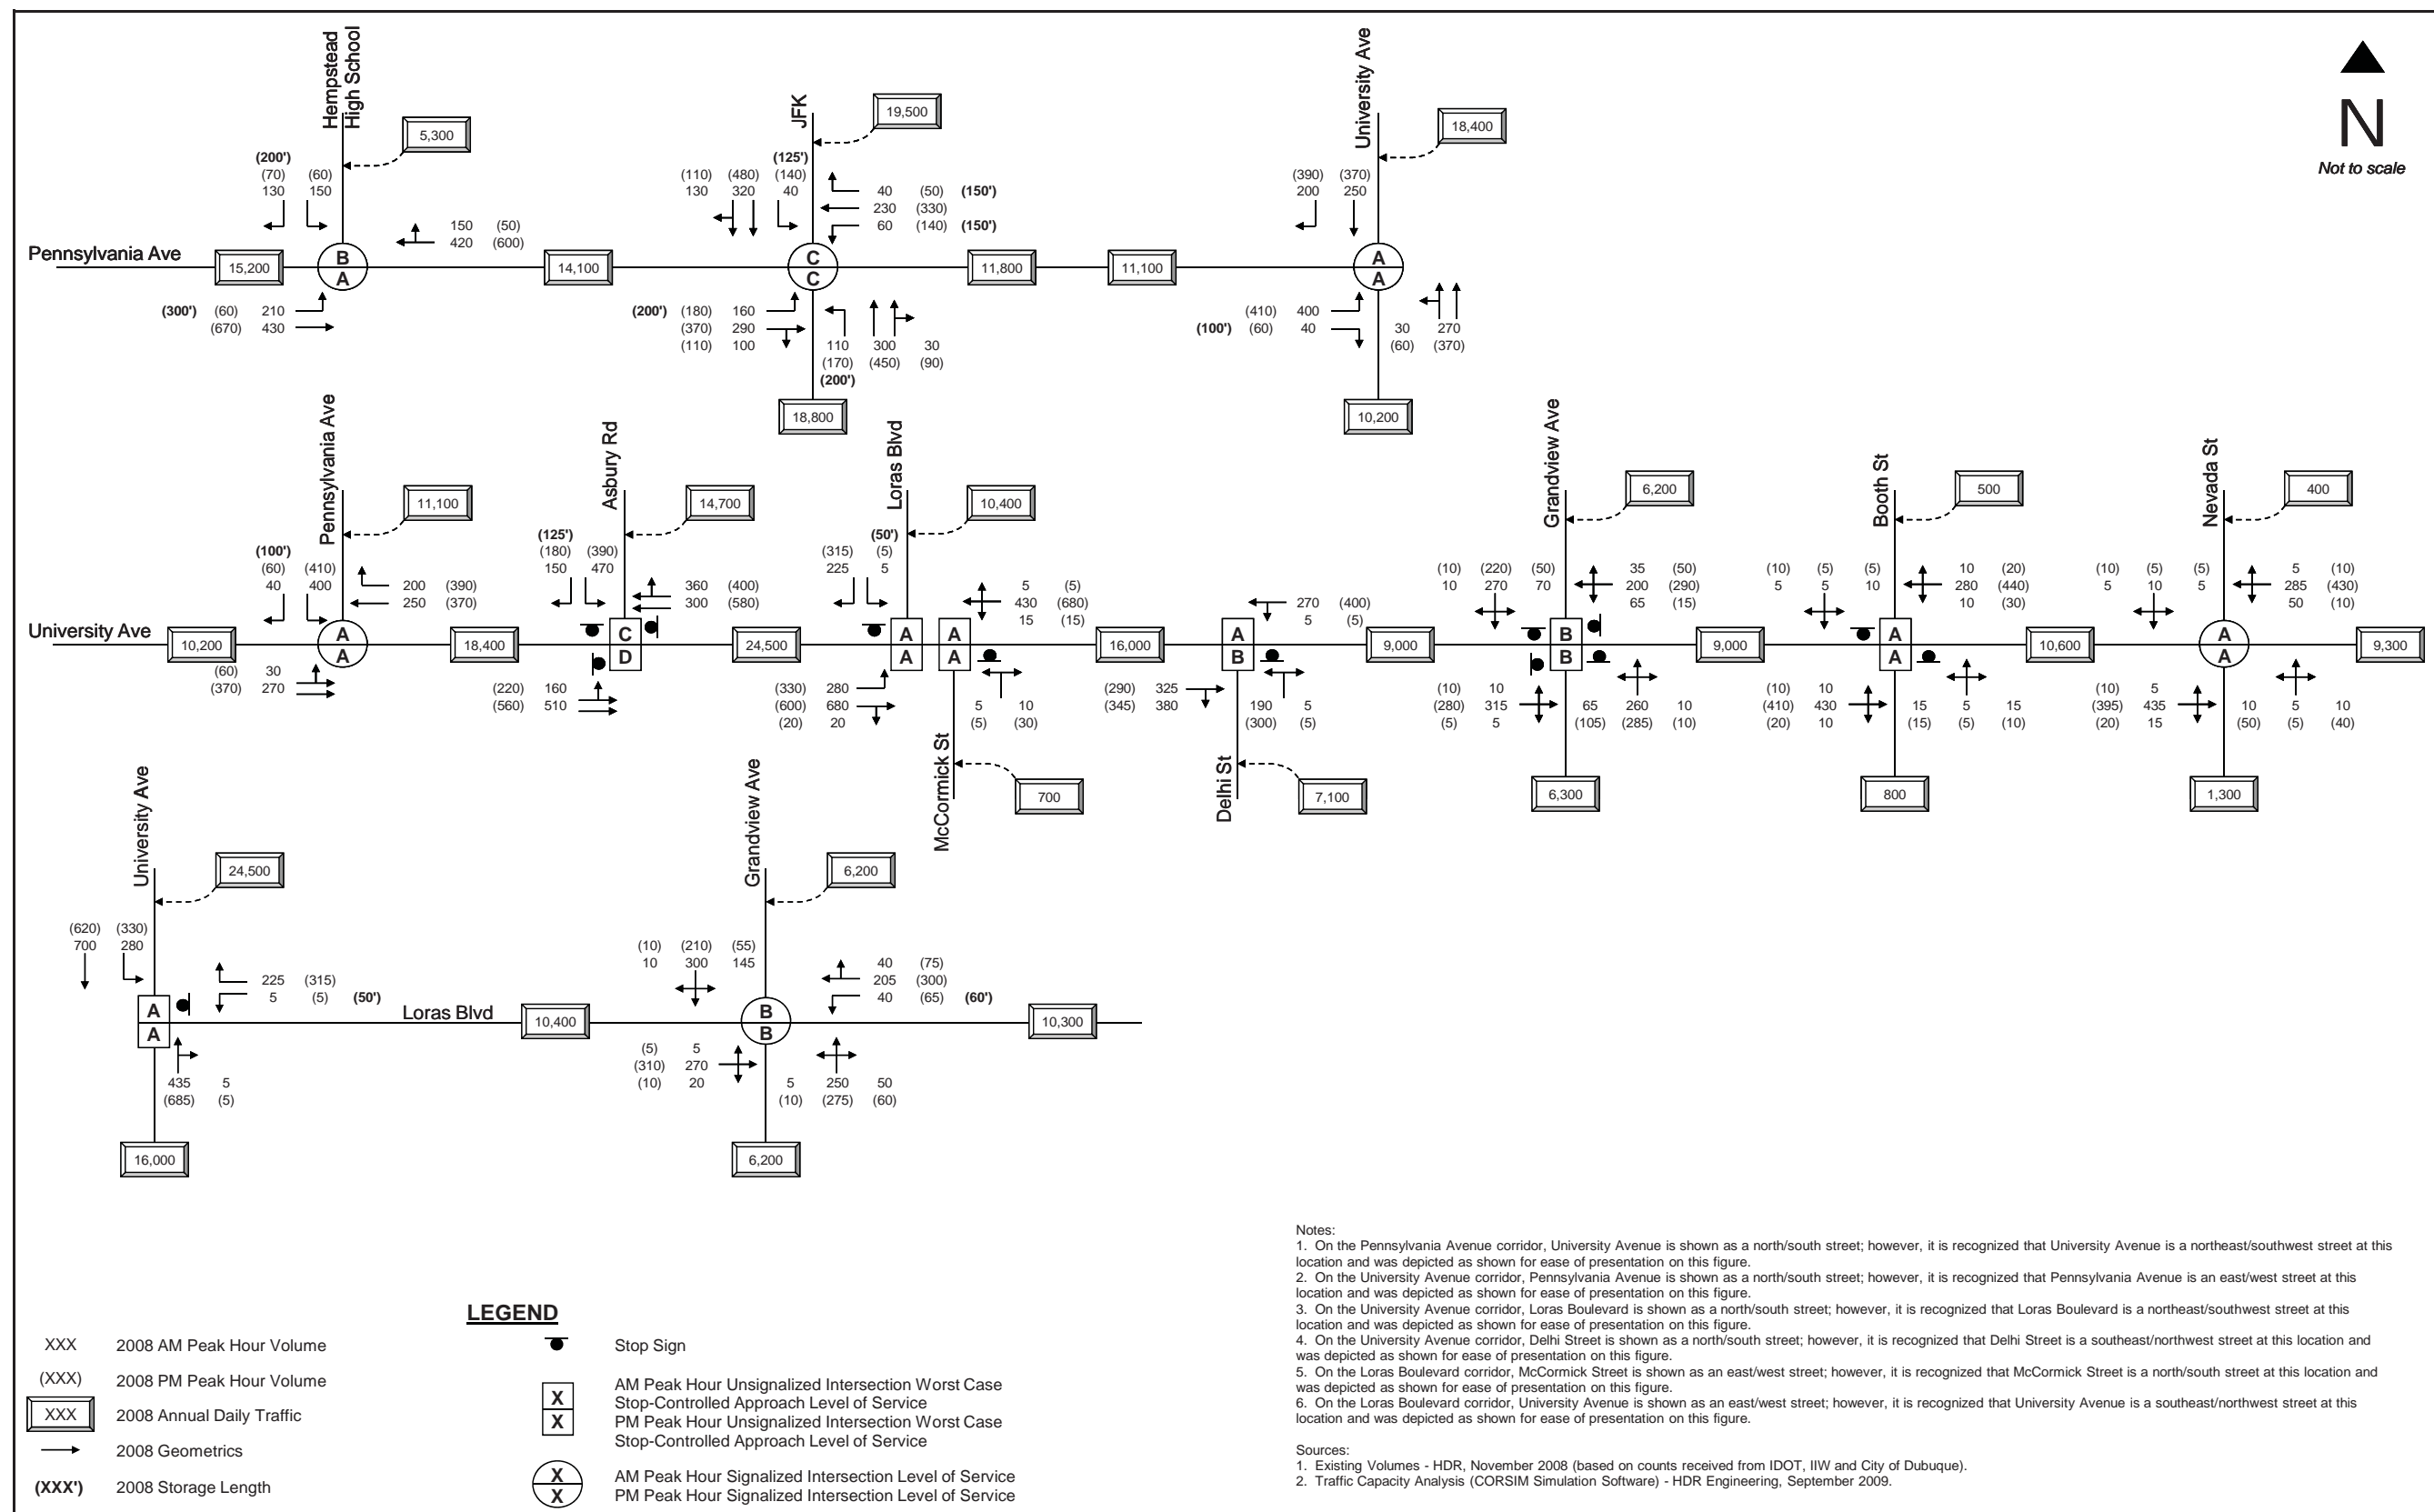 Hempstead
High School
5,300
(200')
(70) (60)
130 150
150 (50)
420 (600)
Pennsylvania Ave
15,200
B
A
14,100
(300') (60) 210
(670) 430
JFK
19,500
(125')
(110) (480) (140)
130 320 40
40 (50) (150')
230 (330)
60 (140) (150')
C
C
11,800
11,100
(200') (180) 160
(370) 290
(110) 100
110 300 30
(170) (450) (90)
(200')
18,800
University Ave
18,400
(390) (370)
200 250
A
A
(410) 400
(100') (60) 40
30 270
(60) (370)
10,200
N
Not to scale
Pennsylvania Ave
11,100
(100')
(60) (410)
40 400
200 (390)
250 (370)
University Ave
10,200
A
A
18,400
(60) 30
(370) 270
Asbury Rd
14,700
(125')
(180) (390)
150 470
360 (400)
300 (580)
C
D
24,500
(220) 160
(560) 510
Loras Blvd
10,400
(50')
(315) (5)
225 5
A
A
(330) 280
(600) 680
(20) 20
5 (5)
430 (680)
15 (15)
A
A
16,000
5 10
(5) (30)
McCormick St
700
270 (400)
5 (5)
A
B
9,000
(290) 325
(345) 380
190 5
(300) (5)
Delhi St
7,100
Grandview Ave
6,200
(10) (220) (50)
10 270 70
35 (50)
200 (290)
65 (15)
B
B
9,000
(10) 10
(280) 315
(5) 5
65 260 10
(105) (285) (10)
6,300
Booth St
500
(10) (5) (5)
5 5 10
10 (20)
280 (440)
10 (30)
A
A
10,600
(10) 10
(410) 430
(20) 10
15 5 15
(15) (5) (10)
800
Nevada St
400
(10) (5) (5)
5 10 5
5 (10)
285 (430)
50 (10)
A
A
9,300
(10) 5
(395) 435
(20) 15
10 5 10
(50) (5) (40)
1,300
University Ave
24,500
(620) (330)
700 280
225 (315)
5 (5) (50')
A
A
Loras Blvd
10,400
435 5
(685) (5)
16,000
Grandview Ave
6,200
(10) (210) (55)
10 300 145
40 (75)
205 (300)
40 (65) (60')
B
B
10,300
(5) 5
(310) 270
(10) 20
5 250 50
(10) (275) (60)
6,200
LEGEND
XXX 2008 AM Peak Hour Volume
(XXX) 2008 PM Peak Hour Volume
XXX 2008 Annual Daily Traffic
2008 Geometrics
(XXX') 2008 Storage Length
Stop Sign
X
X
AM Peak Hour Unsignalized Intersection Worst Case
Stop-Controlled Approach Level of Service
PM Peak Hour Unsignalized Intersection Worst Case
Stop-Controlled Approach Level of Service
X
X
AM Peak Hour Signalized Intersection Level of Service
PM Peak Hour Signalized Intersection Level of Service
Notes:
1. On the Pennsylvania Avenue corridor, University Avenue is shown as a north/south street; however, it is recognized that University Avenue is a northeast/southwest street at this
location and was depicted as shown for ease of presentation on this figure.
2. On the University Avenue corridor, Pennsylvania Avenue is shown as a north/south street; however, it is recognized that Pennsylvania Avenue is an east/west street at this
location and was depicted as shown for ease of presentation on this figure.
3. On the University Avenue corridor, Loras Boulevard is shown as a north/south street; however, it is recognized that Loras Boulevard is a northeast/southwest street at this
location and was depicted as shown for ease of presentation on this figure.
4. On the University Avenue corridor, Delhi Street is shown as a north/south street; however, it is recognized that Delhi Street is a southeast/northwest street at this location and
was depicted as shown for ease of presentation on this figure.
5. On the Loras Boulevard corridor, McCormick Street is shown as an east/west street; however, it is recognized that McCormick Street is a north/south street at this location and
was depicted as shown for ease of presentation on this figure.
6. On the Loras Boulevard corridor, University Avenue is shown as an east/west street; however, it is recognized that University Avenue is a southeast/northwest street at this
location and was depicted as shown for ease of presentation on this figure.
Sources:
1. Existing Volumes - HDR, November 2008 (based on counts received from IDOT, IIW and City of Dubuque).
2. Traffic Capacity Analysis (CORSIM Simulation Software) - HDR Engineering, September 2009.